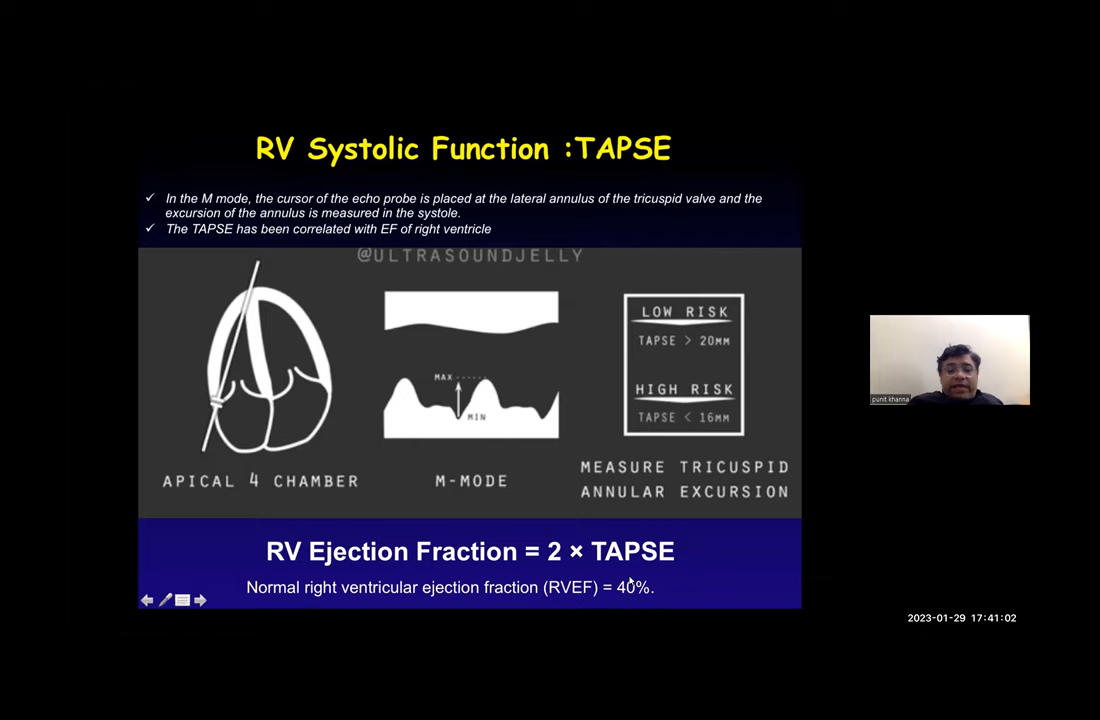 RV Systolic Function :TAPSE
✓ In the M mode, the cursor of the echo probe is placed at the lateral annulus of the tricuspid valve and the
excursion of the annulus is measured in the systole.
✓ The TAPSE has been correlated with EF of right ventricle
@ULTRASOUNDJELLY
LOW RISK
TAPSE > 20MM
HIGH RISK
TAPSE < 16MM
MAX
MIN
APICAL 4 CHAMBER
M-MODE
MEASURE TRICUSPID
ANNULAR EXCURSION
RV Ejection Fraction = 2 × TAPSE
Normal right ventricular ejection fraction (RVEF) = 40%.
punit khanna
2023-01-29 17:41:02